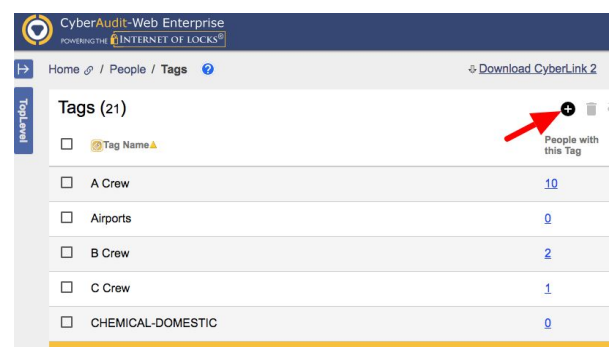 CyberAudit-Web Enterprise
POWERING THE INTERNET OF LOCKS®
Home / People / Tags ?
Download CyberLink 2
TopLevel
Tags (21)
Tag Name
People with
this Tag
A Crew 10
Airports 0
B Crew 2
C Crew 1
CHEMICAL-DOMESTIC 0